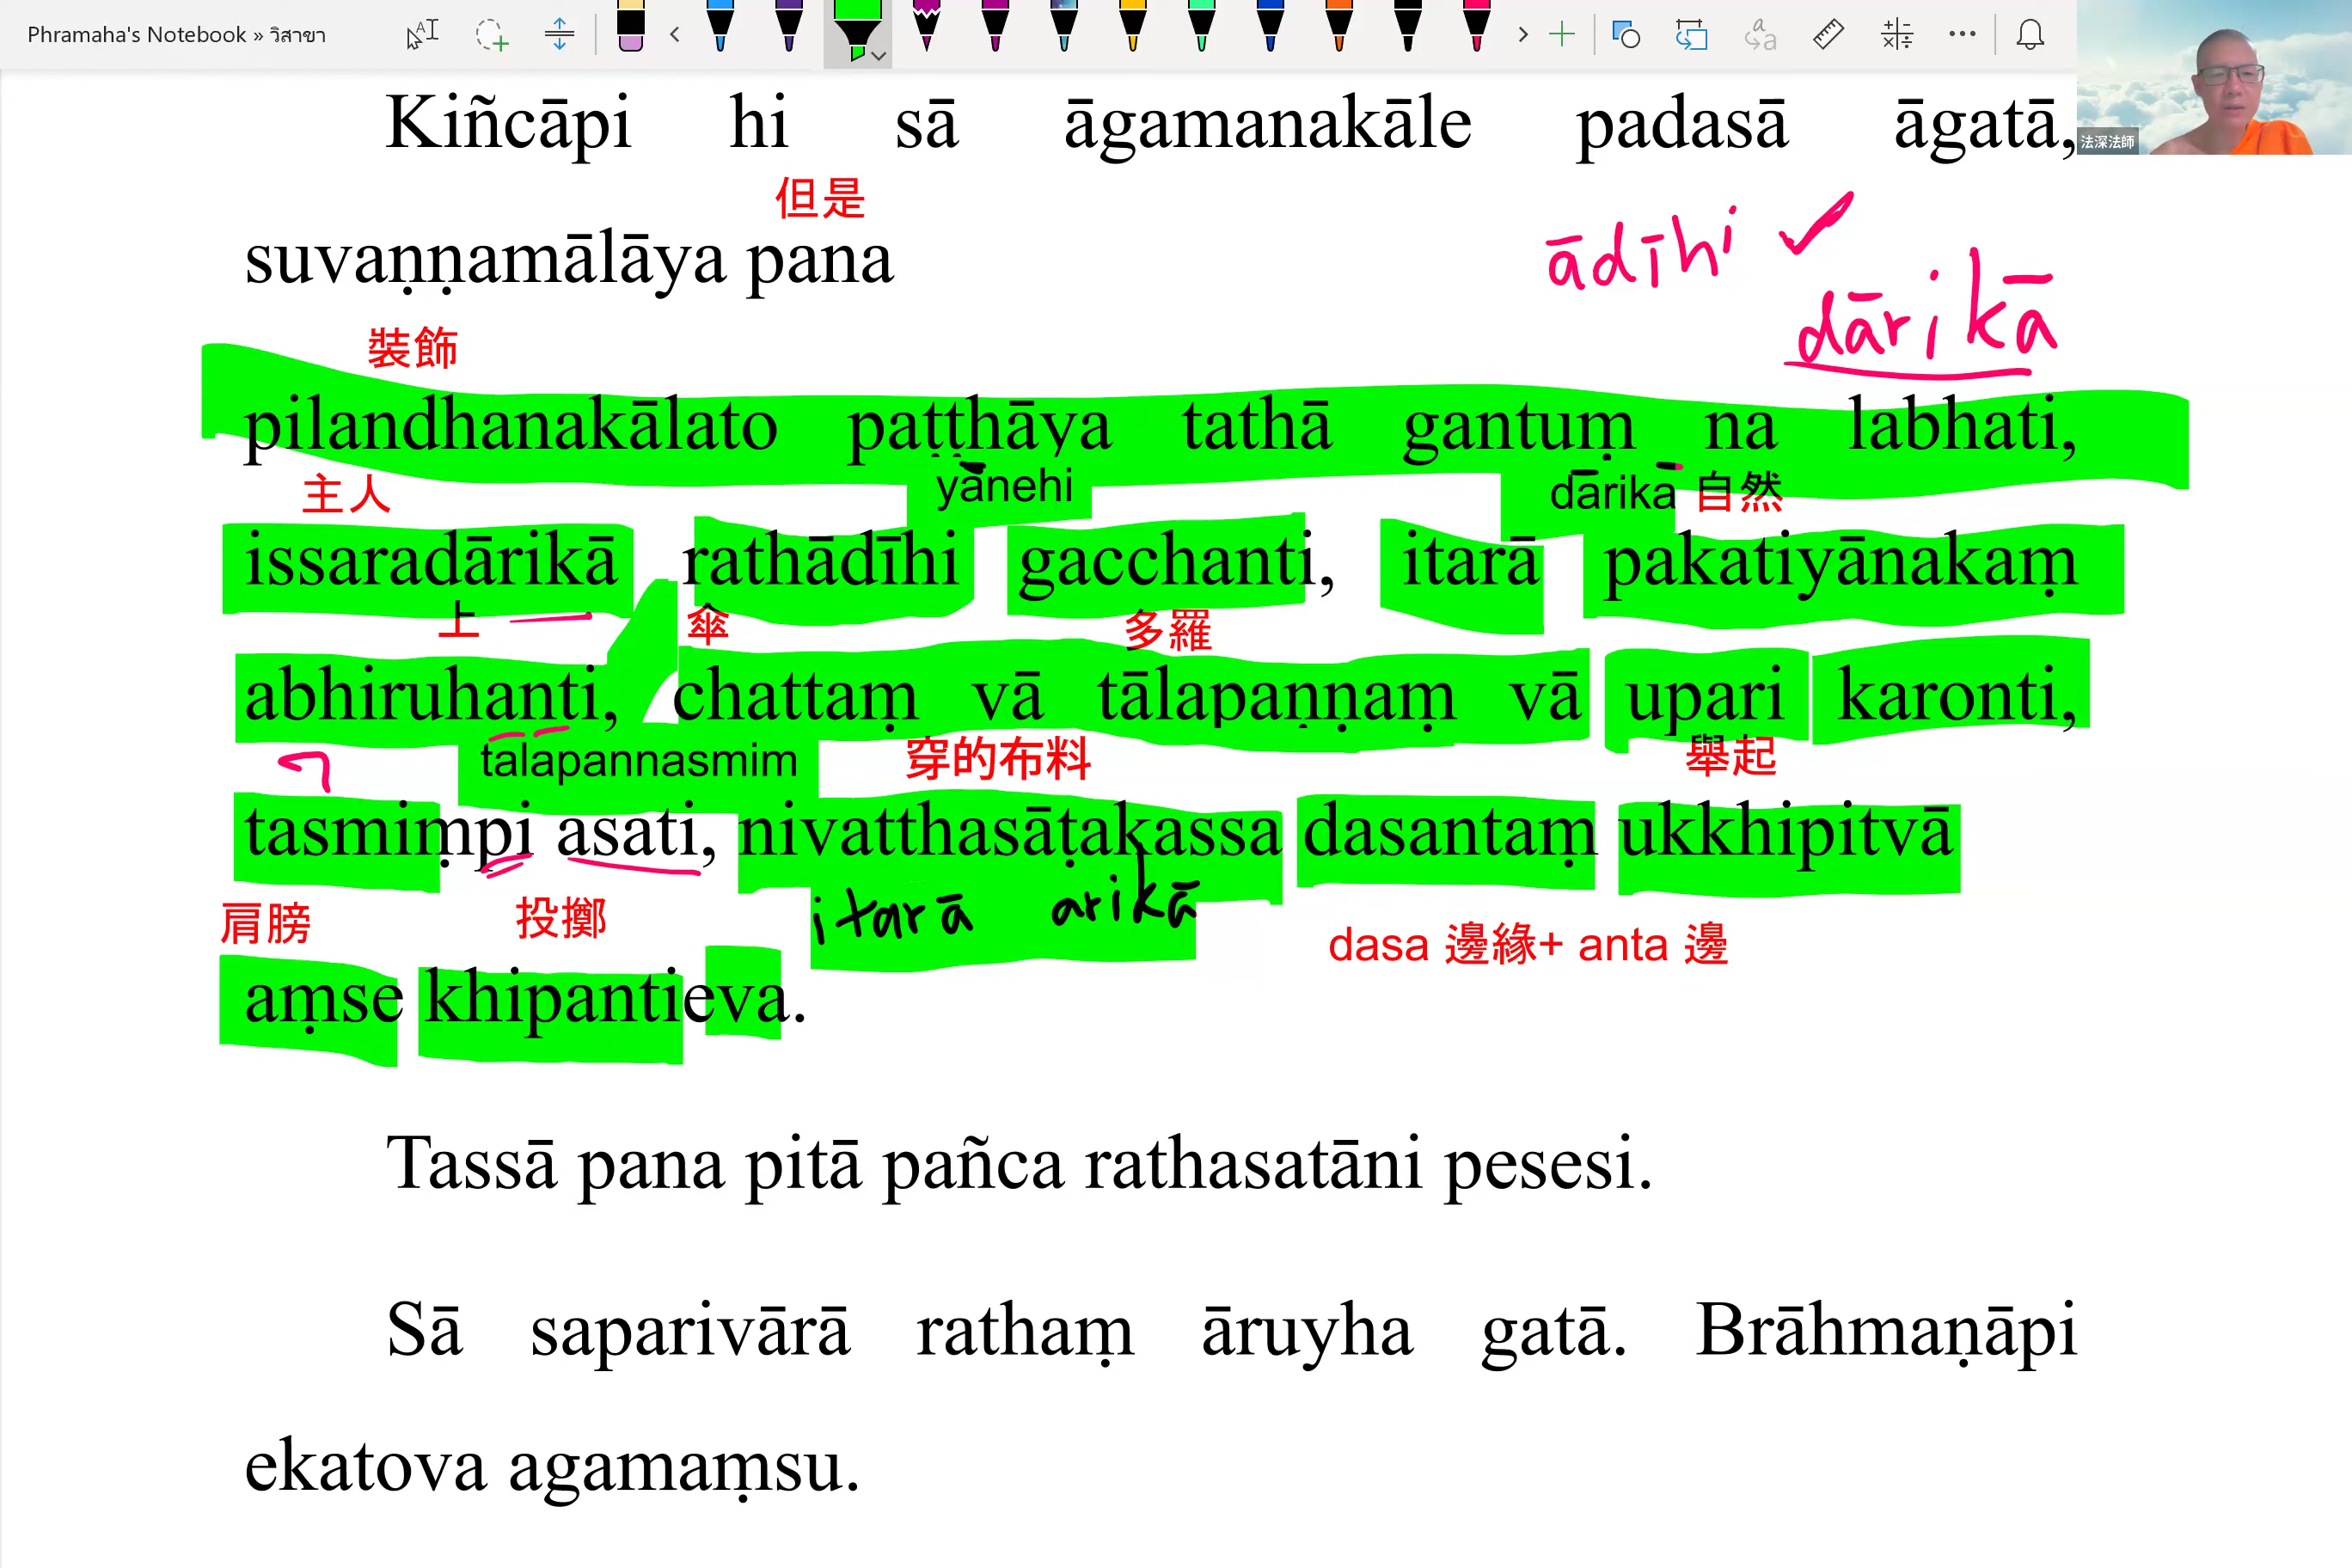 Phramaha's Notebook » วิสาขา
法深法師
Kiñcāpi hi sā āgamanakāle padasā āgatā,
但是
suvaṇṇamālāya pana
ādīhi ✓
dārikā
裝飾
pilandhanakālato paṭṭhāya tathā gantuṃ na labhati,
主人 yānehi dārikā 自然
issaradārikā rathādīhi gacchanti, itarā pakatiyānakaṃ
上 傘 多羅
abhiruhanti, chattaṃ vā tālapaṇṇaṃ vā upari karonti,
talapannasmim 穿的布料 舉起
tasmiṃpi asati, nivatthasāṭakassa dasantaṃ ukkhipitvā
肩膀 投擲 itarā arikā dasa 邊緣+ anta 邊
aṃse khipantieva.
Tassā pana pitā pañca rathasatāni pesesi.
Sā saparivārā rathaṃ āruyha gatā. Brāhmaṇāpi
ekatova agamaṃsu.